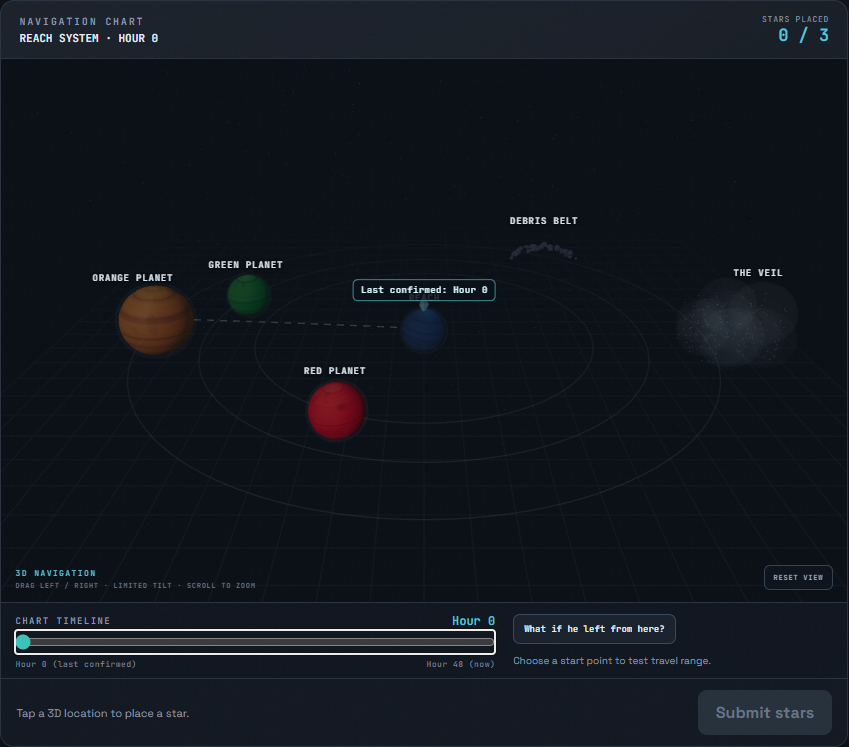 NAVIGATION CHART
REACH SYSTEM · HOUR 0
STARS PLACED
0 / 3
DEBRIS BELT
GREEN PLANET
ORANGE PLANET
THE VEIL
Last confirmed: Hour 0
REACH
RED PLANET
3D NAVIGATION
DRAG LEFT / RIGHT · LIMITED TILT · SCROLL TO ZOOM
RESET VIEW
CHART TIMELINE
Hour 0
What if he left from here?
Hour 0 (last confirmed)
Hour 48 (now)
Choose a start point to test travel range.
Tap a 3D location to place a star.
Submit stars